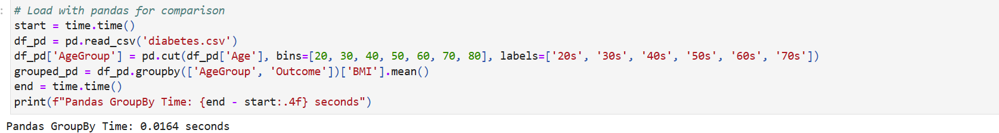 # Load with pandas for comparison
start = time.time()
df_pd = pd.read_csv('diabetes.csv')
df_pd['AgeGroup'] = pd.cut(df_pd['Age'], bins=[20, 30, 40, 50, 60, 70, 80], labels=['20s', '30s', '40s', '50s', '60s', '70s'])
grouped_pd = df_pd.groupby(['AgeGroup', 'Outcome'])['BMI'].mean()
end = time.time()
print(f"Pandas GroupBy Time: {end - start:.4f} seconds")
Pandas GroupBy Time: 0.0164 seconds